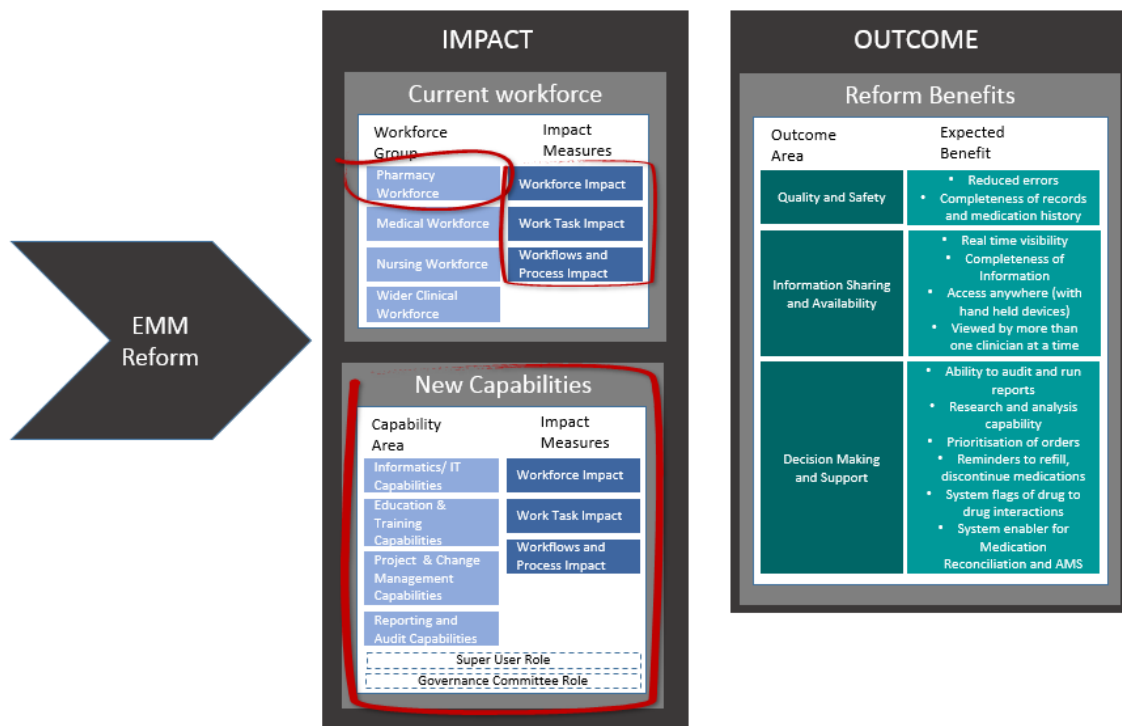 EMM
Reform
IMPACT
Current workforce
Workforce
Group
Impact
Measures
Pharmacy
Workforce
Medical Workforce
Nursing Workforce
Wider Clinical
Workforce
Workforce Impact
Work Task Impact
Workflows and
Process Impact
New Capabilities
Capability
Area
Impact
Measures
Informatics/ IT
Capabilities
Education &
Training
Capabilities
Project & Change
Management
Capabilities
Reporting and
Audit Capabilities
Workforce Impact
Work Task Impact
Workflows and
Process Impact
Super User Role
Governance Committee Role
OUTCOME
Reform Benefits
Outcome
Area
Expected
Benefit
Quality and Safety
• Reduced errors
• Completeness of records
and medication history
Information Sharing
and Availability
• Real time visibility
• Completeness of
Information
• Access anywhere (with
hand held devices)
• Viewed by more than
one clinician at a time
Decision Making
and Support
• Ability to audit and run
reports
• Research and analysis
capability
• Prioritisation of orders
• Reminders to refill,
discontinue medications
• System flags of drug to
drug interactions
• System enabler for
Medication
Reconciliation and AMS